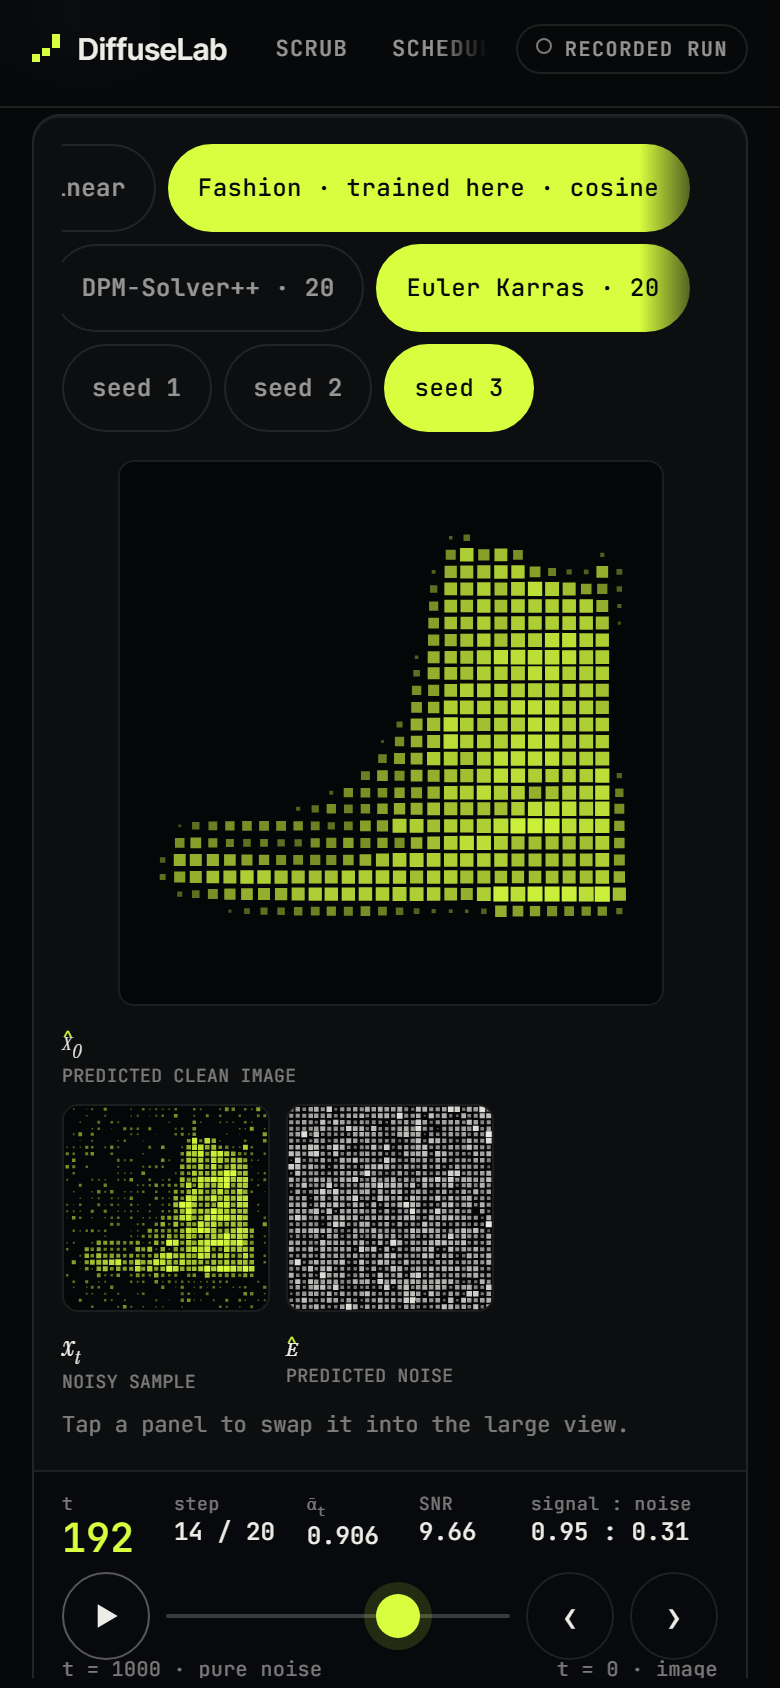 DiffuseLab SCRUB RECORDED RUN
Fashion · trained here · cosine
DPM-Solver++ · 20 Euler Karras · 20
seed 1 seed 2 seed 3
x̂0
PREDICTED CLEAN IMAGE
xt ε̂
NOISY SAMPLE PREDICTED NOISE
Tap a panel to swap it into the large view.
t step ᾱt SNR signal : noise
192 14 / 20 0.906 9.66 0.95 : 0.31
t = 1000 · pure noise t = 0 · image